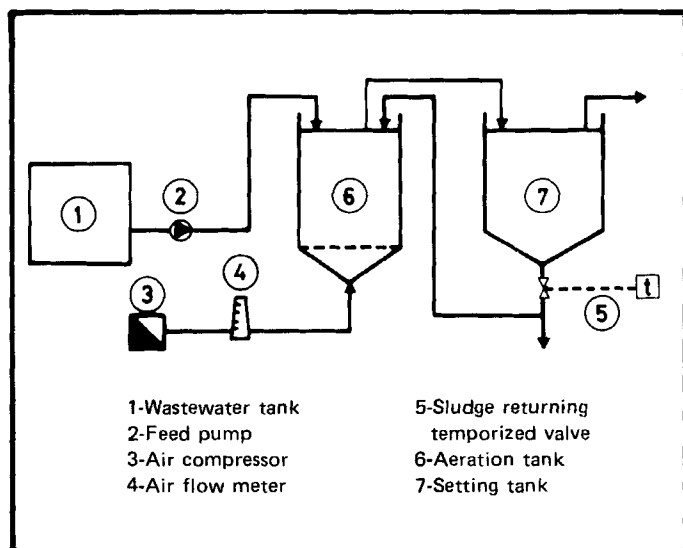 1
2
3
4
5
6
7
t
1-Wastewater tank
2-Feed pump
3-Air compressor
4-Air flow meter
5-Sludge returning
temporized valve
6-Aeration tank
7-Setting tank